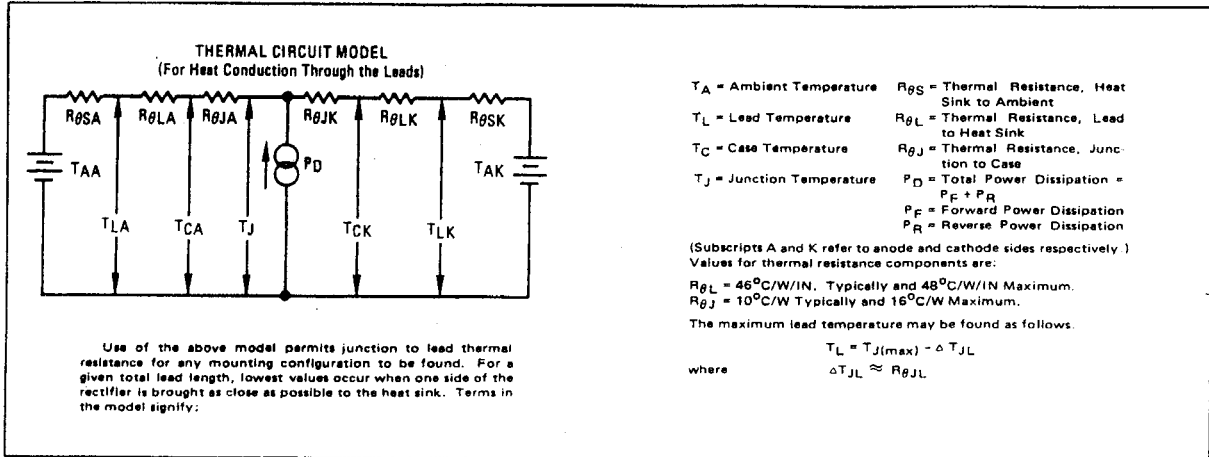 THERMAL CIRCUIT MODEL
(For Heat Conduction Through the Leads)
RθSA RθLA RθJA RθJK RθLK RθSK
TAA PD TAK
TLA TCA TJ TCK TLK
Use of the above model permits junction to lead thermal
resistance for any mounting configuration to be found. For a
given total lead length, lowest values occur when one side of the
rectifier is brought as close as possible to the heat sink. Terms in
the model signify:
TA = Ambient Temperature RθS = Thermal Resistance, Heat
Sink to Ambient
TL = Lead Temperature RθL = Thermal Resistance, Lead
to Heat Sink
TC = Case Temperature RθJ = Thermal Resistance, Junc-
tion to Case
TJ = Junction Temperature PD = Total Power Dissipation =
PF + PR
PF = Forward Power Dissipation
PR = Reverse Power Dissipation
(Subscripts A and K refer to anode and cathode sides respectively.)
Values for thermal resistance components are:
RθL = 46°C/W/IN. Typically and 48°C/W/IN Maximum.
RθJ = 10°C/W Typically and 16°C/W Maximum.
The maximum lead temperature may be found as follows.
TL = TJ(max) - Δ TJL
where ΔTJL ≈ RθJL